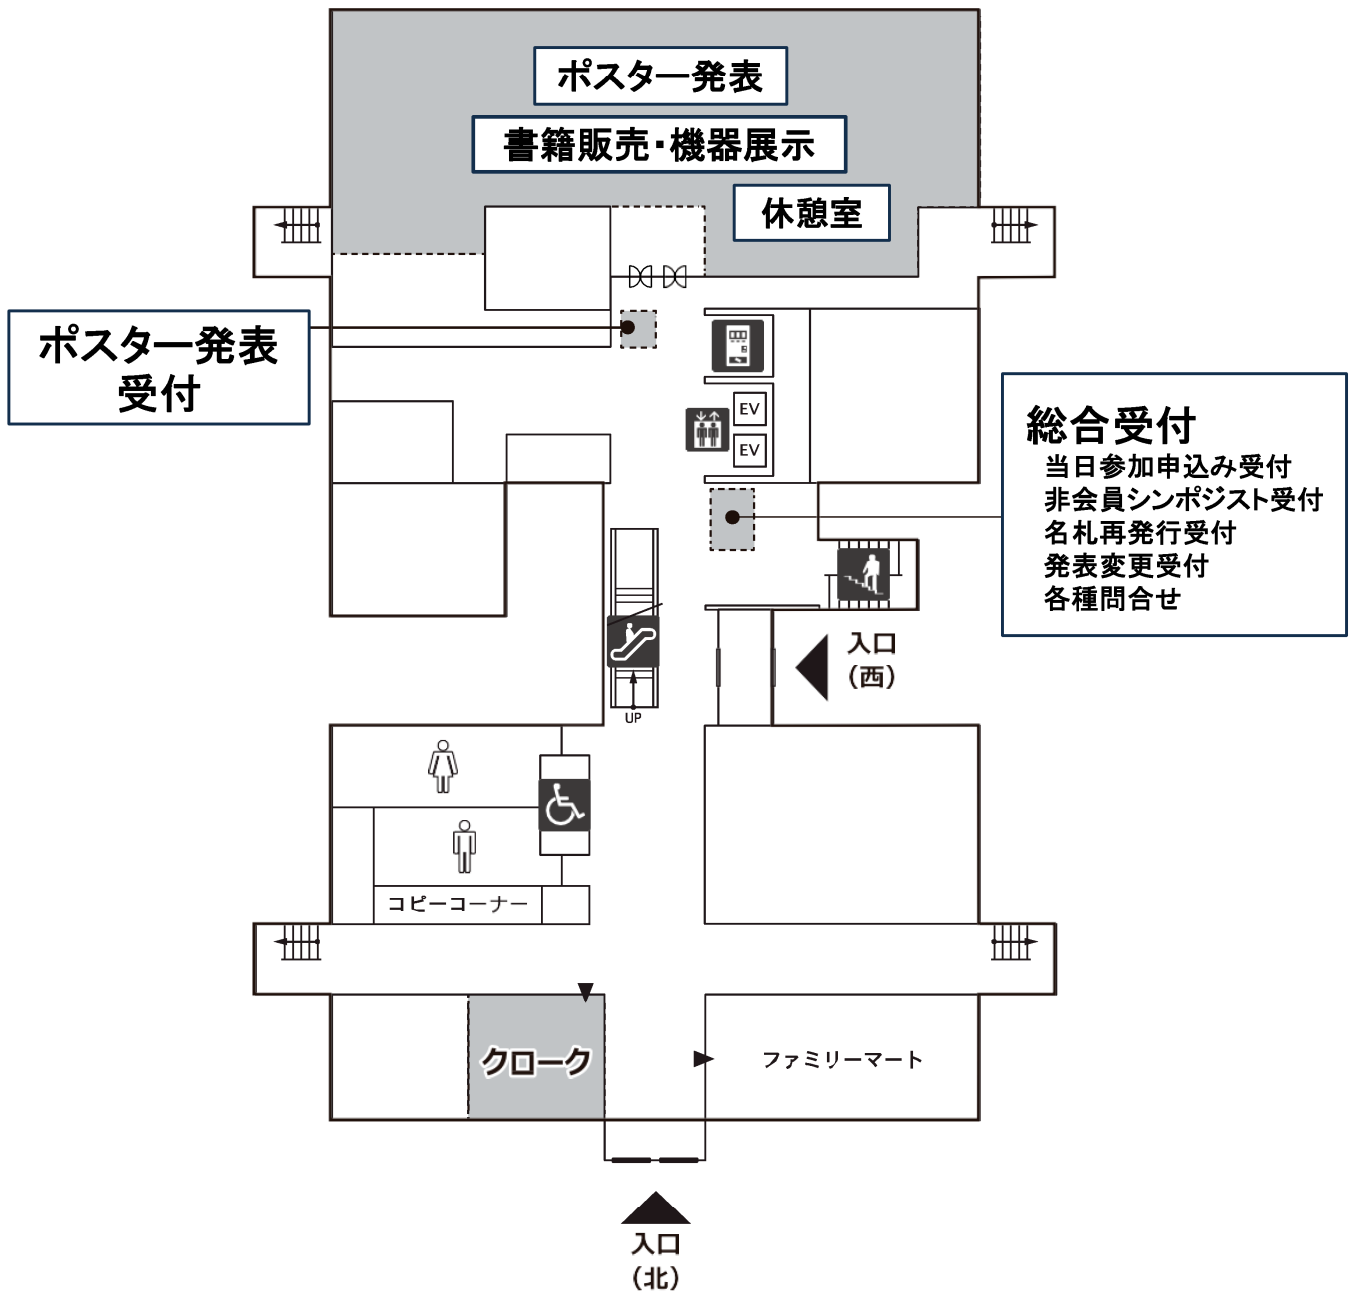 ポスター発表
書籍販売・機器展示
休憩室
ポスター発表
受付
EV
EV
総合受付
当日参加申込み受付
非会員シンポジスト受付
名札再発行受付
発表変更受付
各種問合せ
入口
（西）
UP
コピーコーナー
クローク
ファミリーマート
入口
（北）